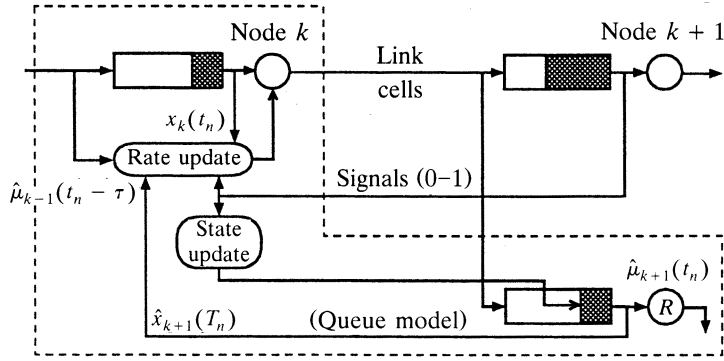 Node k
Node k + 1
Link
cells
x_k(t_n)
Rate update
Signals (0–1)
μ̂_{k−1}(t_n − τ)
State
update
μ̂_{k+1}(t_n)
x̂_{k+1}(T_n)
(Queue model)
R